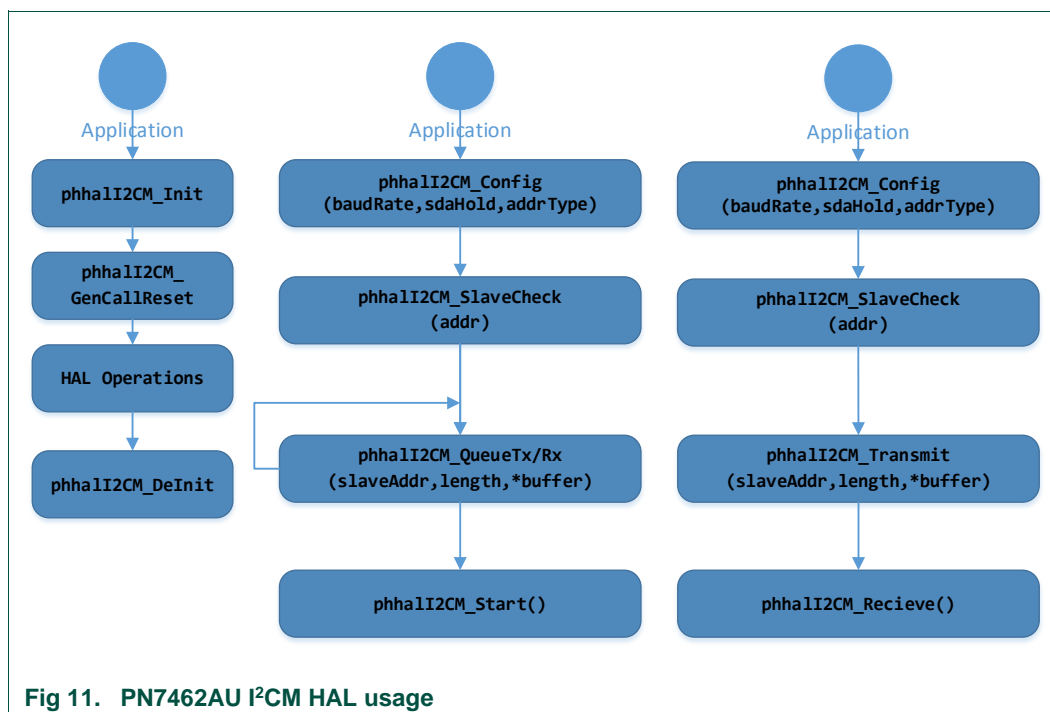 Application
phhalI2CM_Init
phhalI2CM_
GenCallReset
HAL Operations
phhalI2CM_DeInit
Application
phhalI2CM_Config
(baudRate,sdaHold,addrType)
phhalI2CM_SlaveCheck
(addr)
phhalI2CM_QueueTx/Rx
(slaveAddr,length,*buffer)
phhalI2CM_Start()
Application
phhalI2CM_Config
(baudRate,sdaHold,addrType)
phhalI2CM_SlaveCheck
(addr)
phhalI2CM_Transmit
(slaveAddr,length,*buffer)
phhalI2CM_Recieve()
Fig 11. PN7462AU I²CM HAL usage